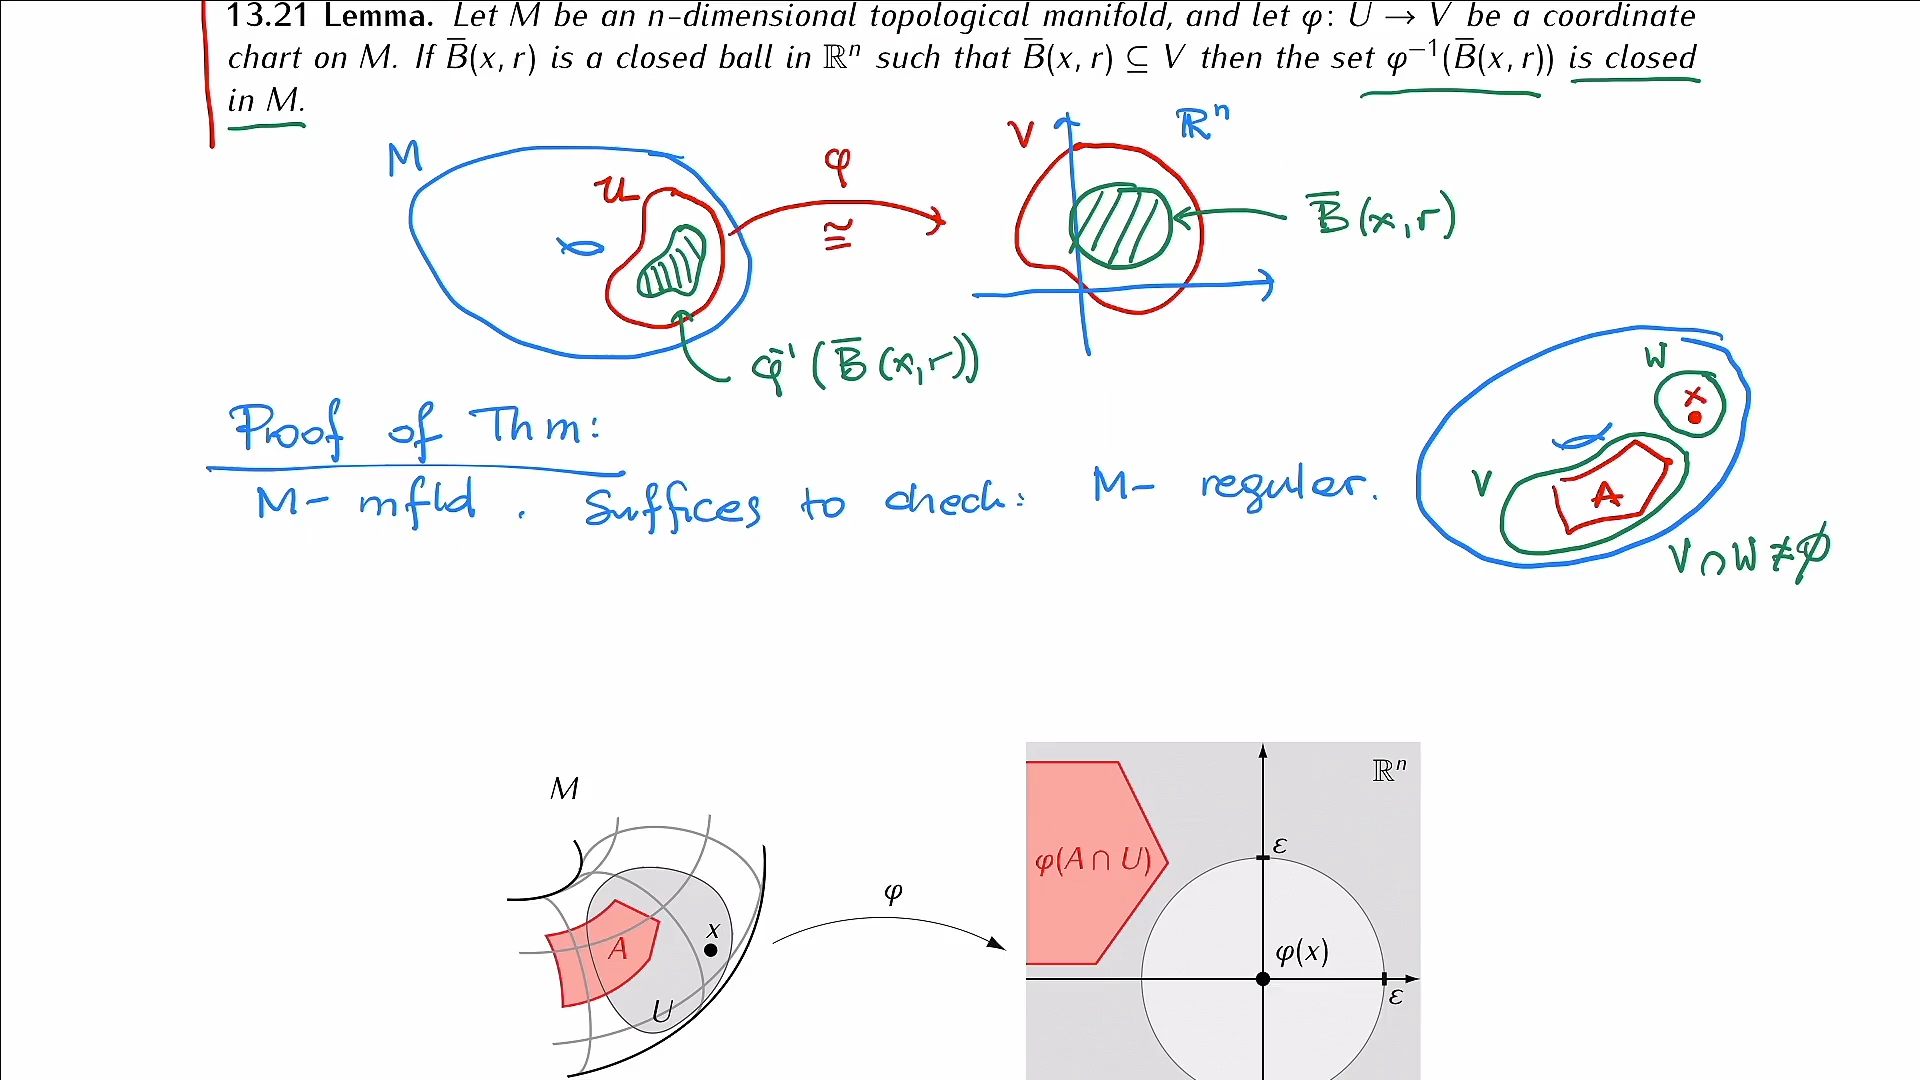 13.21 Lemma. Let M be an n-dimensional topological manifold, and let φ: U → V be a coordinate
chart on M. If B̅(x, r) is a closed ball in ℝⁿ such that B̅(x, r) ⊆ V then the set φ⁻¹(B̅(x, r)) is closed
in M.
M
U
φ
≅
V
ℝⁿ
B̅(x,r)
φ⁻¹(B̅(x,r))
Proof of Thm:
M- mfld. Suffices to check: M- regular.
W
x
V
A
V∩W≠∅
M
A
x
U
φ
ℝⁿ
φ(A ∩ U)
ε
φ(x)
ε